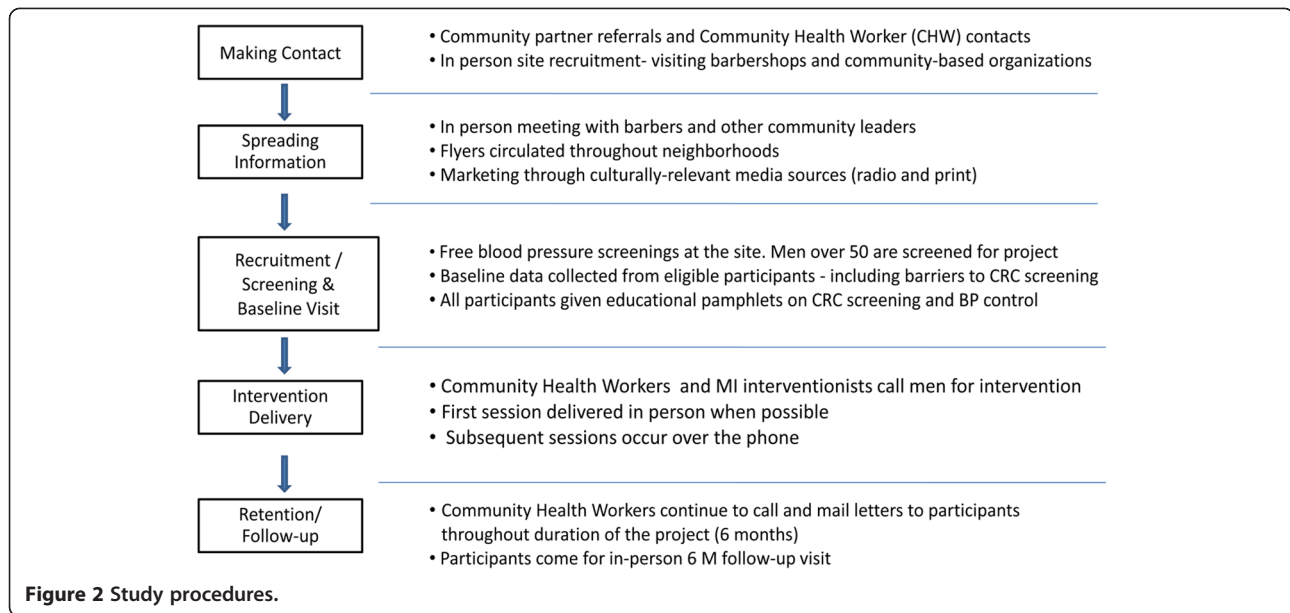 Making Contact
• Community partner referrals and Community Health Worker (CHW) contacts
• In person site recruitment- visiting barbershops and community-based organizations
Spreading
Information
• In person meeting with barbers and other community leaders
• Flyers circulated throughout neighborhoods
• Marketing through culturally-relevant media sources (radio and print)
Recruitment /
Screening &
Baseline Visit
• Free blood pressure screenings at the site. Men over 50 are screened for project
• Baseline data collected from eligible participants - including barriers to CRC screening
• All participants given educational pamphlets on CRC screening and BP control
Intervention
Delivery
• Community Health Workers and MI interventionists call men for intervention
• First session delivered in person when possible
• Subsequent sessions occur over the phone
Retention/
Follow-up
• Community Health Workers continue to call and mail letters to participants
throughout duration of the project (6 months)
• Participants come for in-person 6 M follow-up visit
Figure 2 Study procedures.